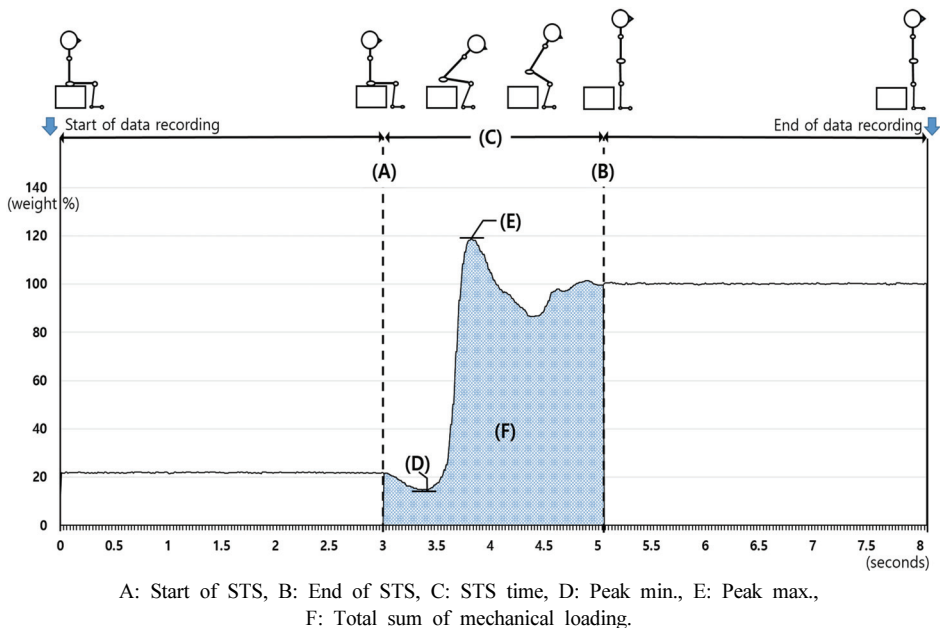 Start of data recording
End of data recording
(C)
(A)
(B)
140
(weight %)
120
(E)
100
80
60
40
(F)
(D)
20
0
0 0.5 1 1.5 2 2.5 3 3.5 4 4.5 5 5.5 6 6.5 7 7.5 8
(seconds)
A: Start of STS, B: End of STS, C: STS time, D: Peak min., E: Peak max.,
F: Total sum of mechanical loading.